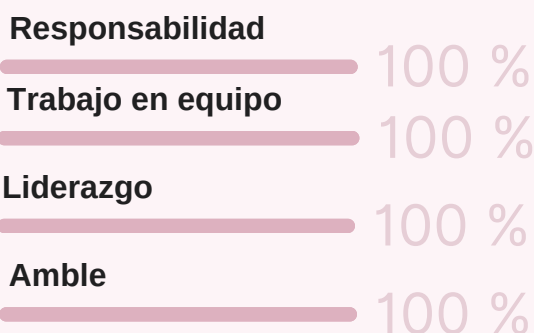 Responsabilidad
100 %
Trabajo en equipo
100 %
Liderazgo
100 %
Amble
100 %